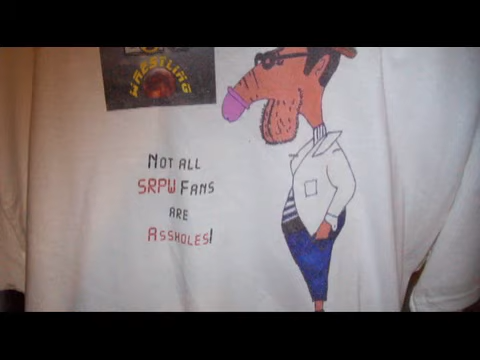 WRESTLING
NOT ALL
SRPW FANS
ARE
ASSHOLES!